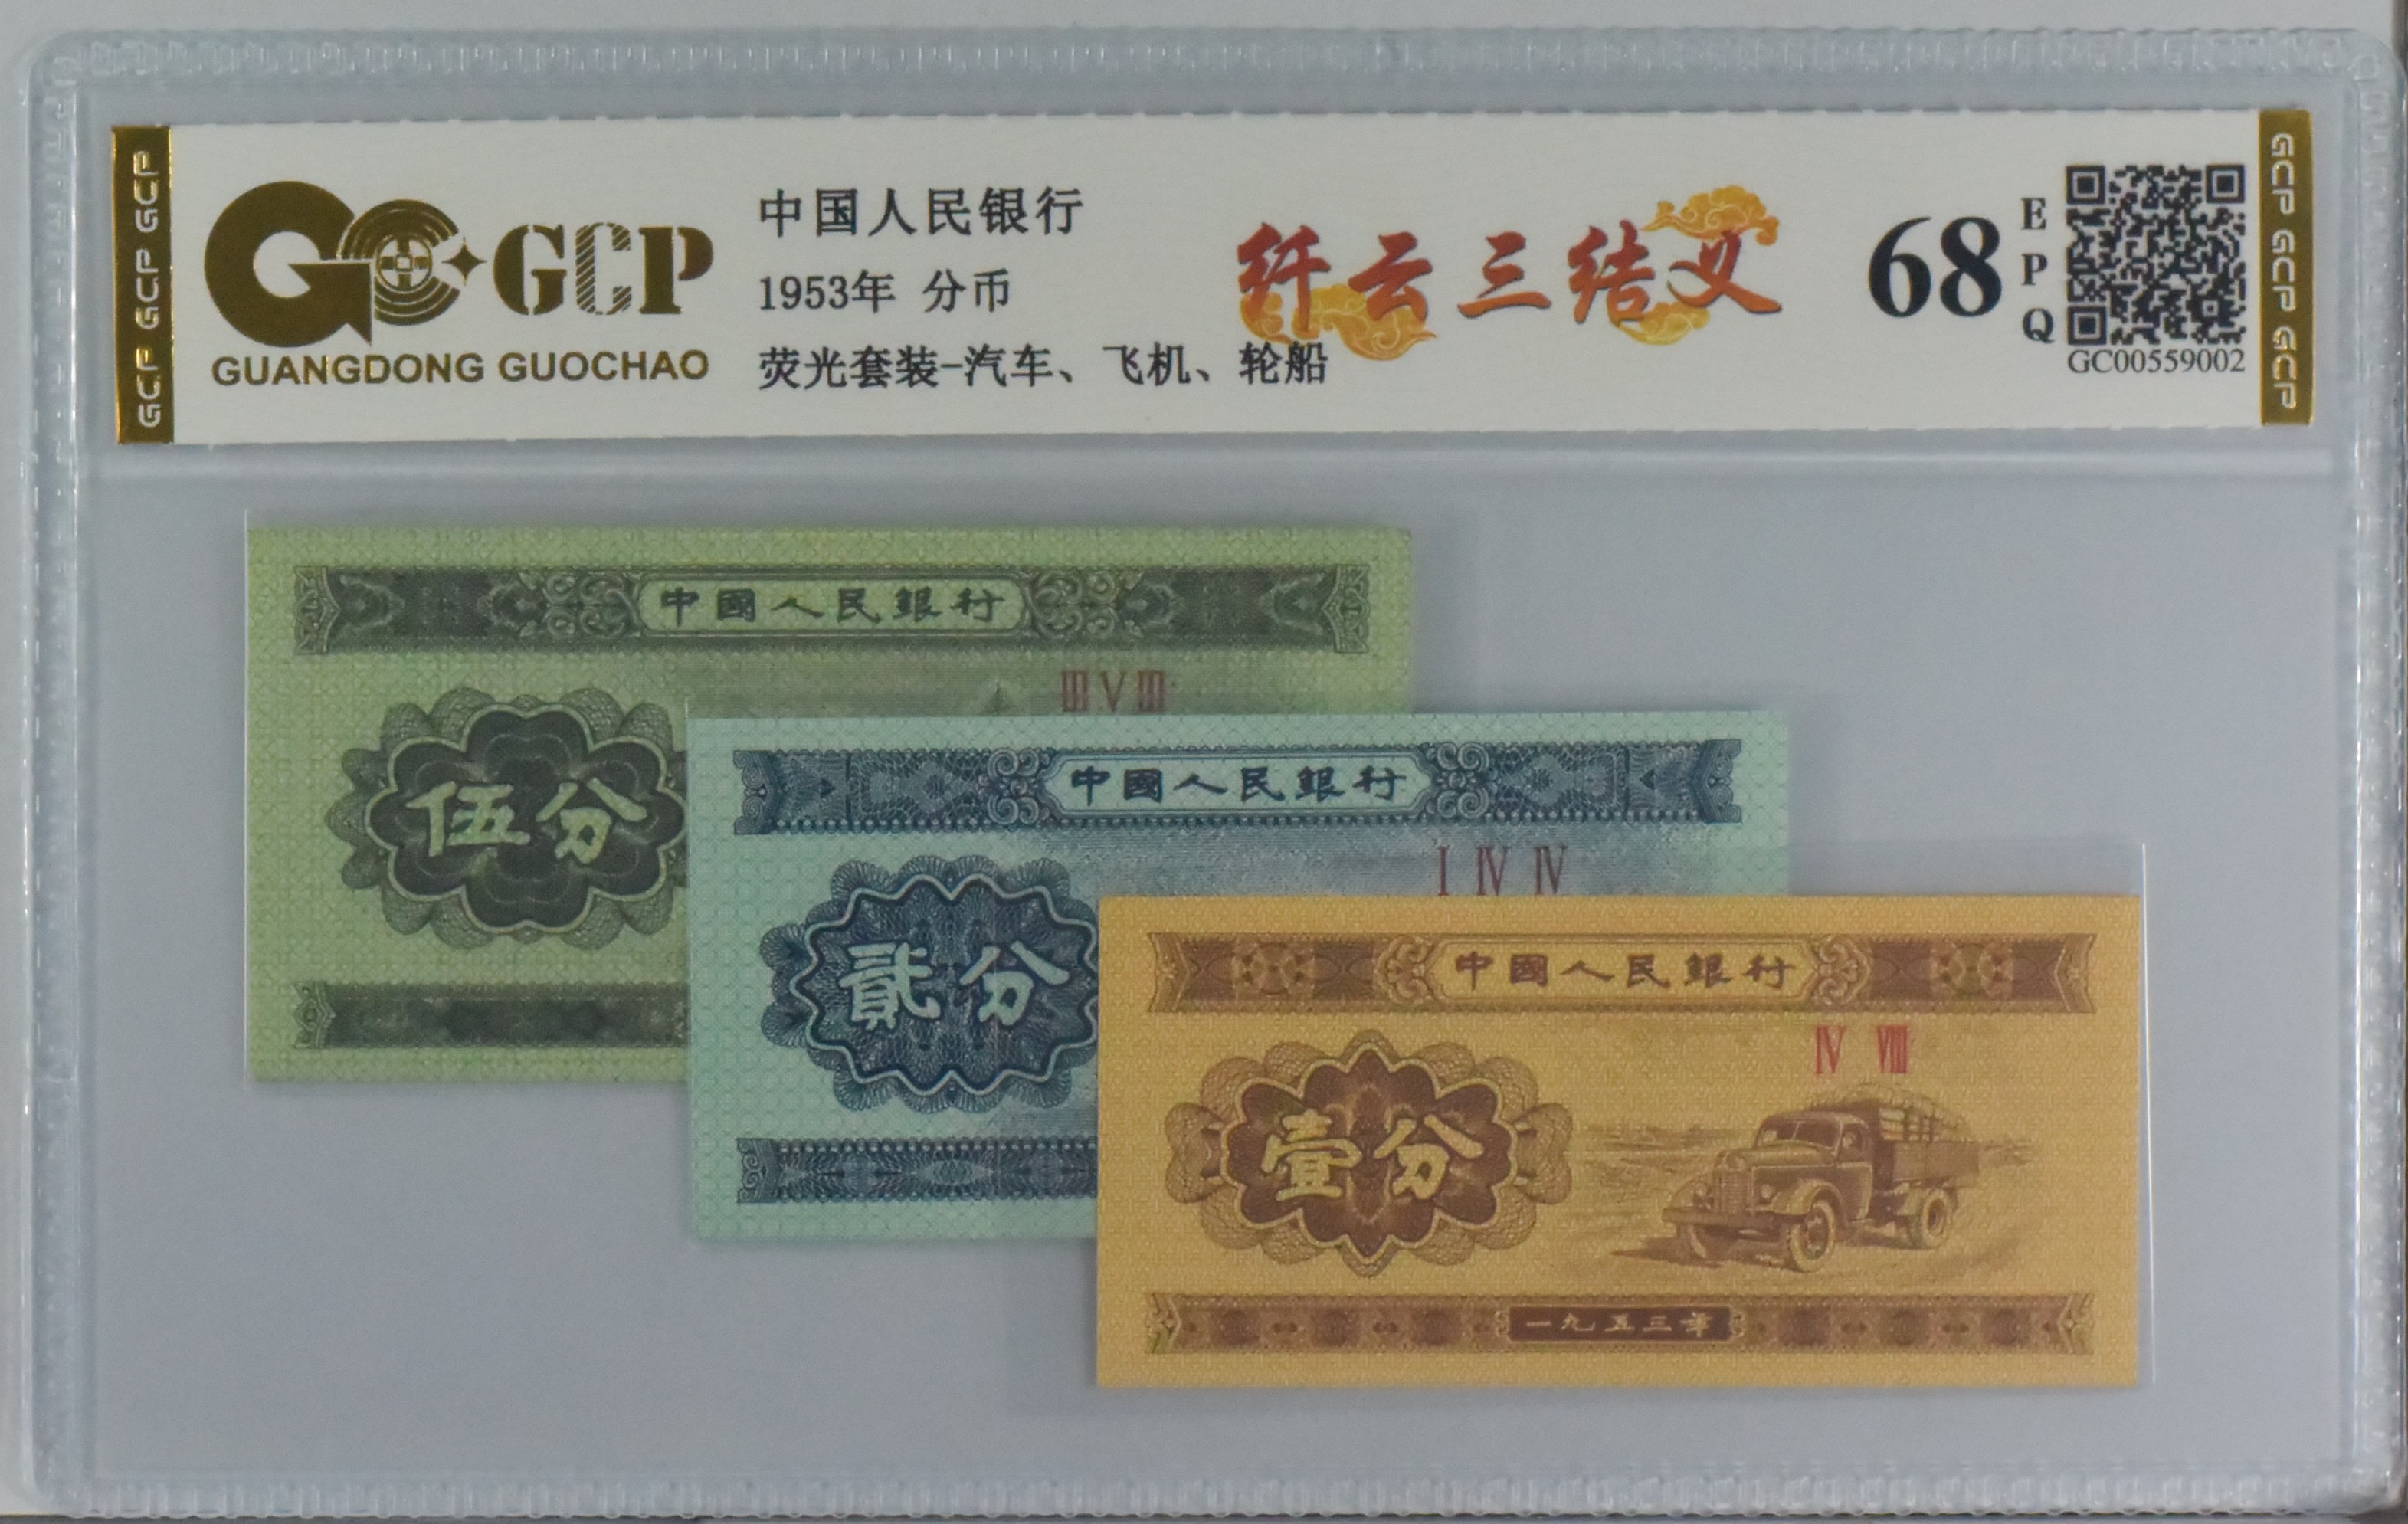 GCP GCP GCP
GCP
GUANGDONG GUOCHAO
中国人民银行
1953年 分币
荧光套装-汽车、飞机、轮船
纤云三结义
68
EPQ
GC00559002
GCP GCP GCP
中國人民銀行
III V III
伍分
中國人民銀行
I IV IV
貳分
中國人民銀行
IV VIII
壹分
一九五三年